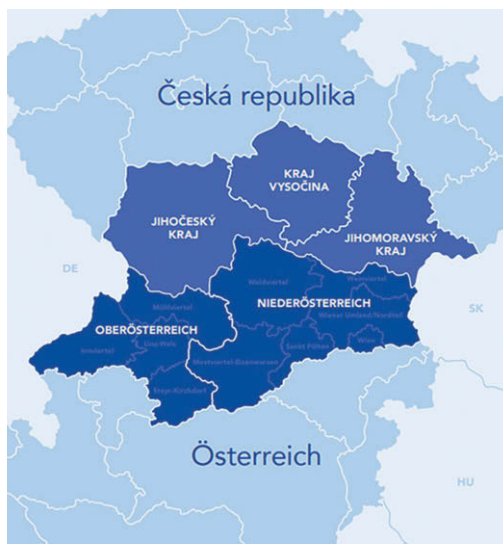 Česká republika
KRAJ
VYSOČINA
JIHOČESKÝ
KRAJ
JIHOMORAVSKÝ
KRAJ
DE
Waldviertel
Weinviertel
NIEDERÖSTERREICH
SK
Mühlviertel
Wiener Umland/Nordteil
OBERÖSTERREICH
Linz-Wels
Sankt Pölten
Wien
Innviertel
Mostviertel-Eisenwurzen
Steyr-Kirchdorf
Österreich
HU